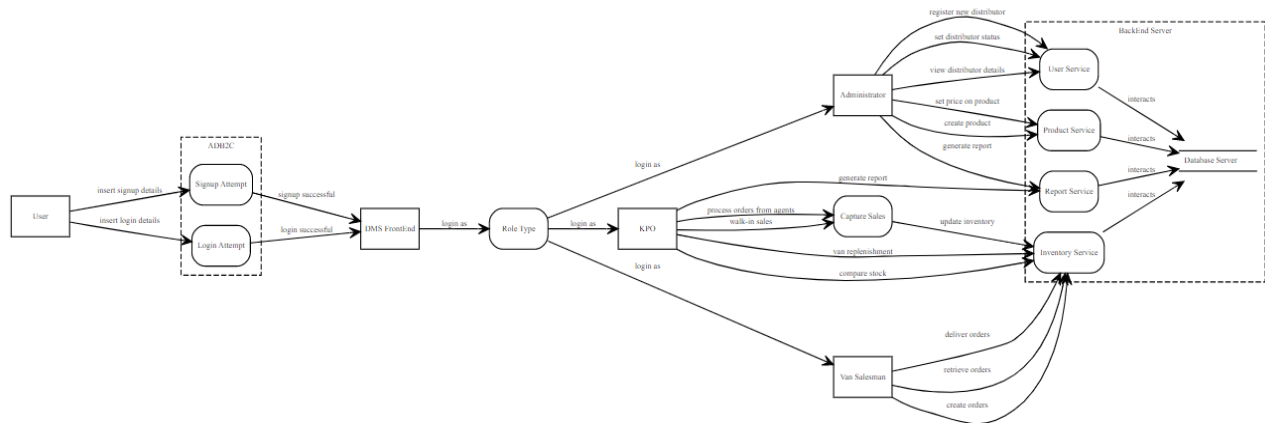 register new distributor
BackEnd Server
set distributor status
User Service
view distributor details
Administrator
interacts
set price on product
create product
Product Service
interacts
ADB2C
generate report
Database Server
login as
interacts
Signup Attempt
generate report
insert signup details
signup successful
Report Service
interacts
process orders from agents
User
Capture Sales
walk-in sales
update inventory
insert login details
login successful
DMS FrontEnd
login as
Role Type
login as
KPO
Login Attempt
van replenishment
Inventory Service
login as
compare stock
deliver orders
retrieve orders
Van Salesman
create orders